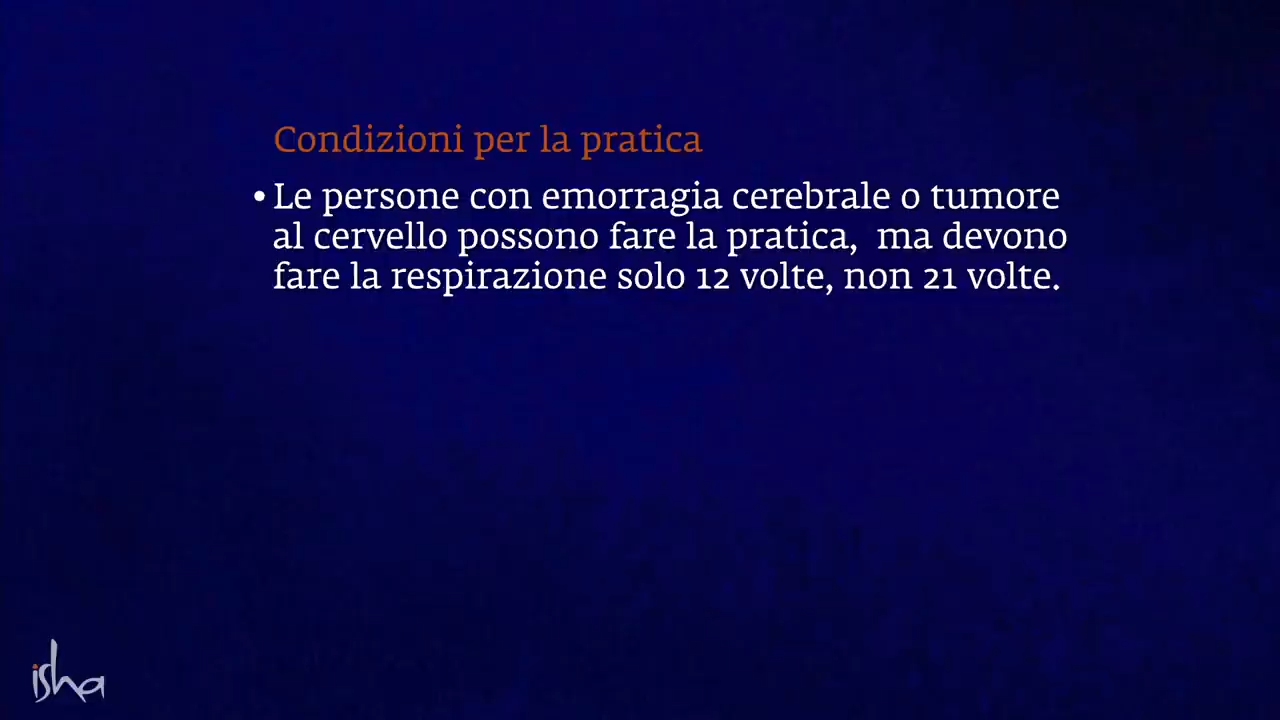 Condizioni per la pratica
• Le persone con emorragia cerebrale o tumore
al cervello possono fare la pratica,  ma devono
fare la respirazione solo 12 volte, non 21 volte.
isha